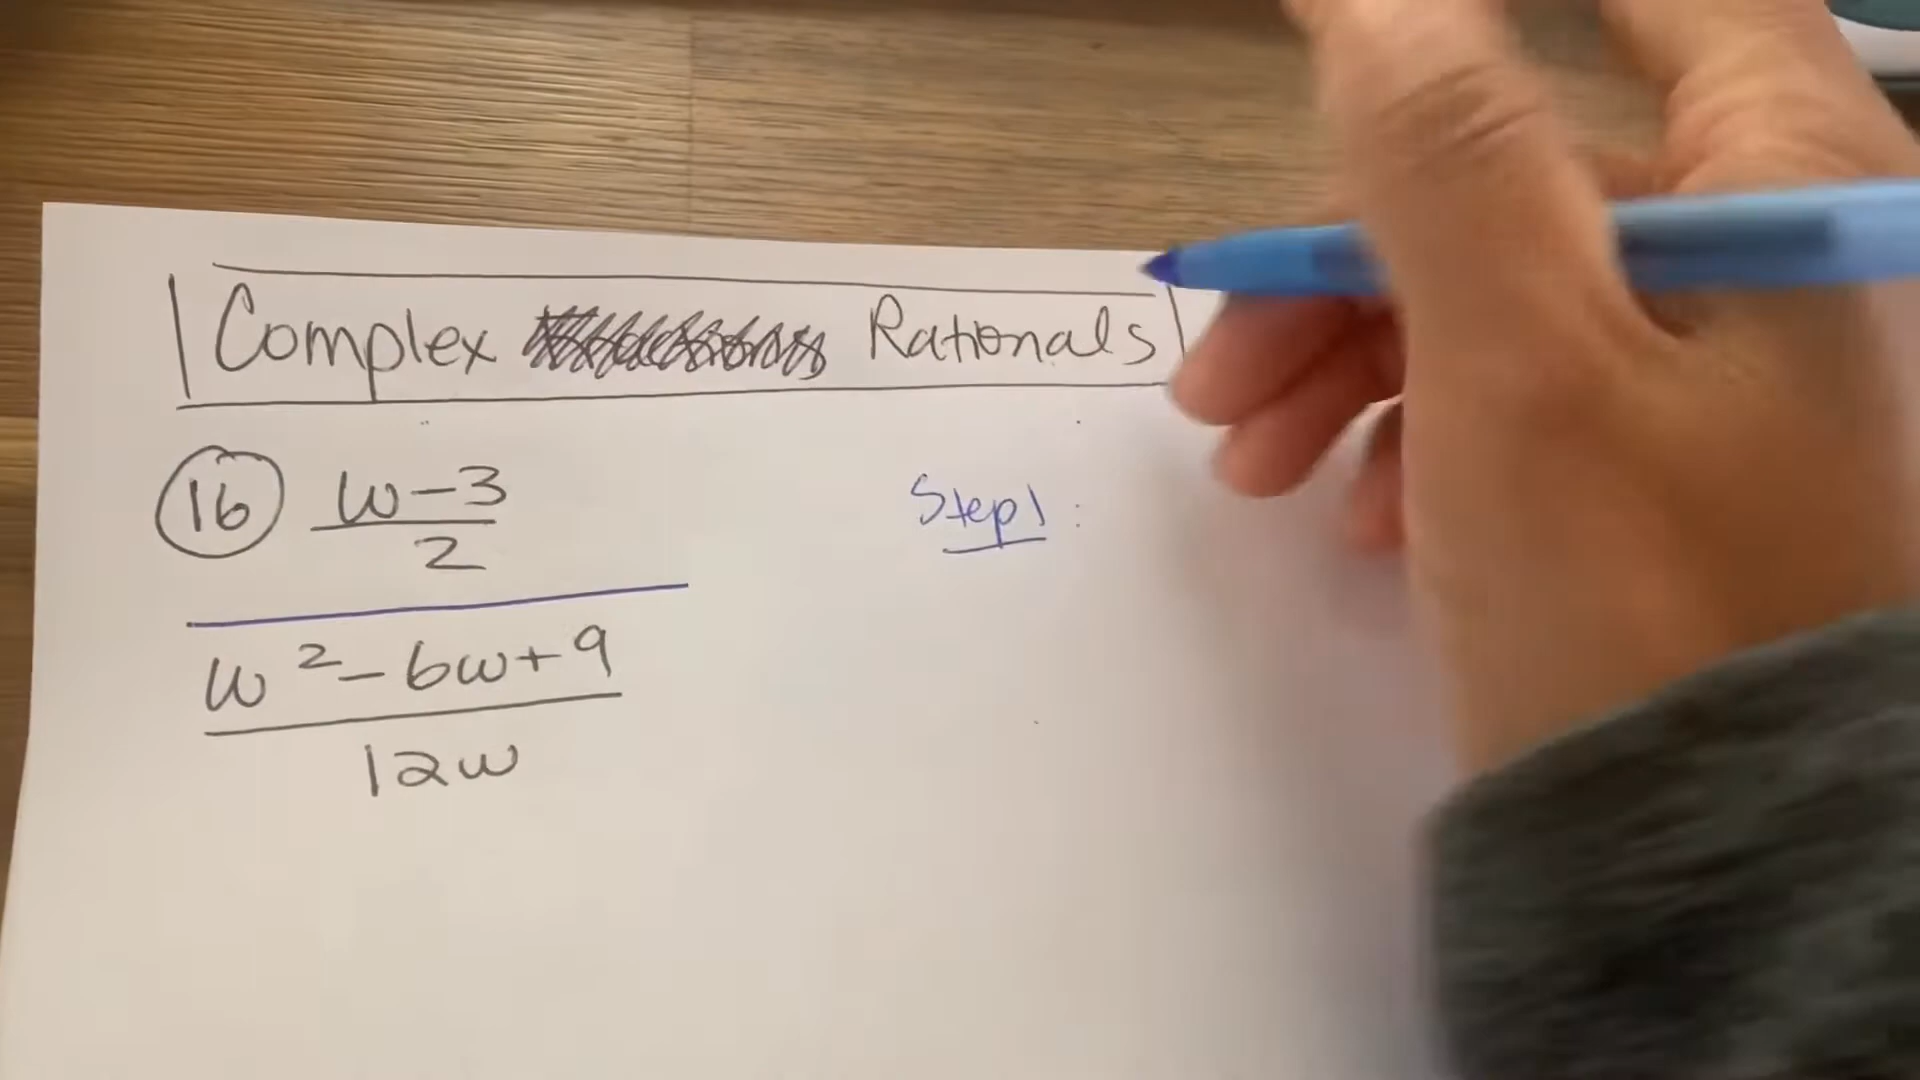 Complex Rationals
16 w-3
2
Step 1 :
w²-6w+9
12w